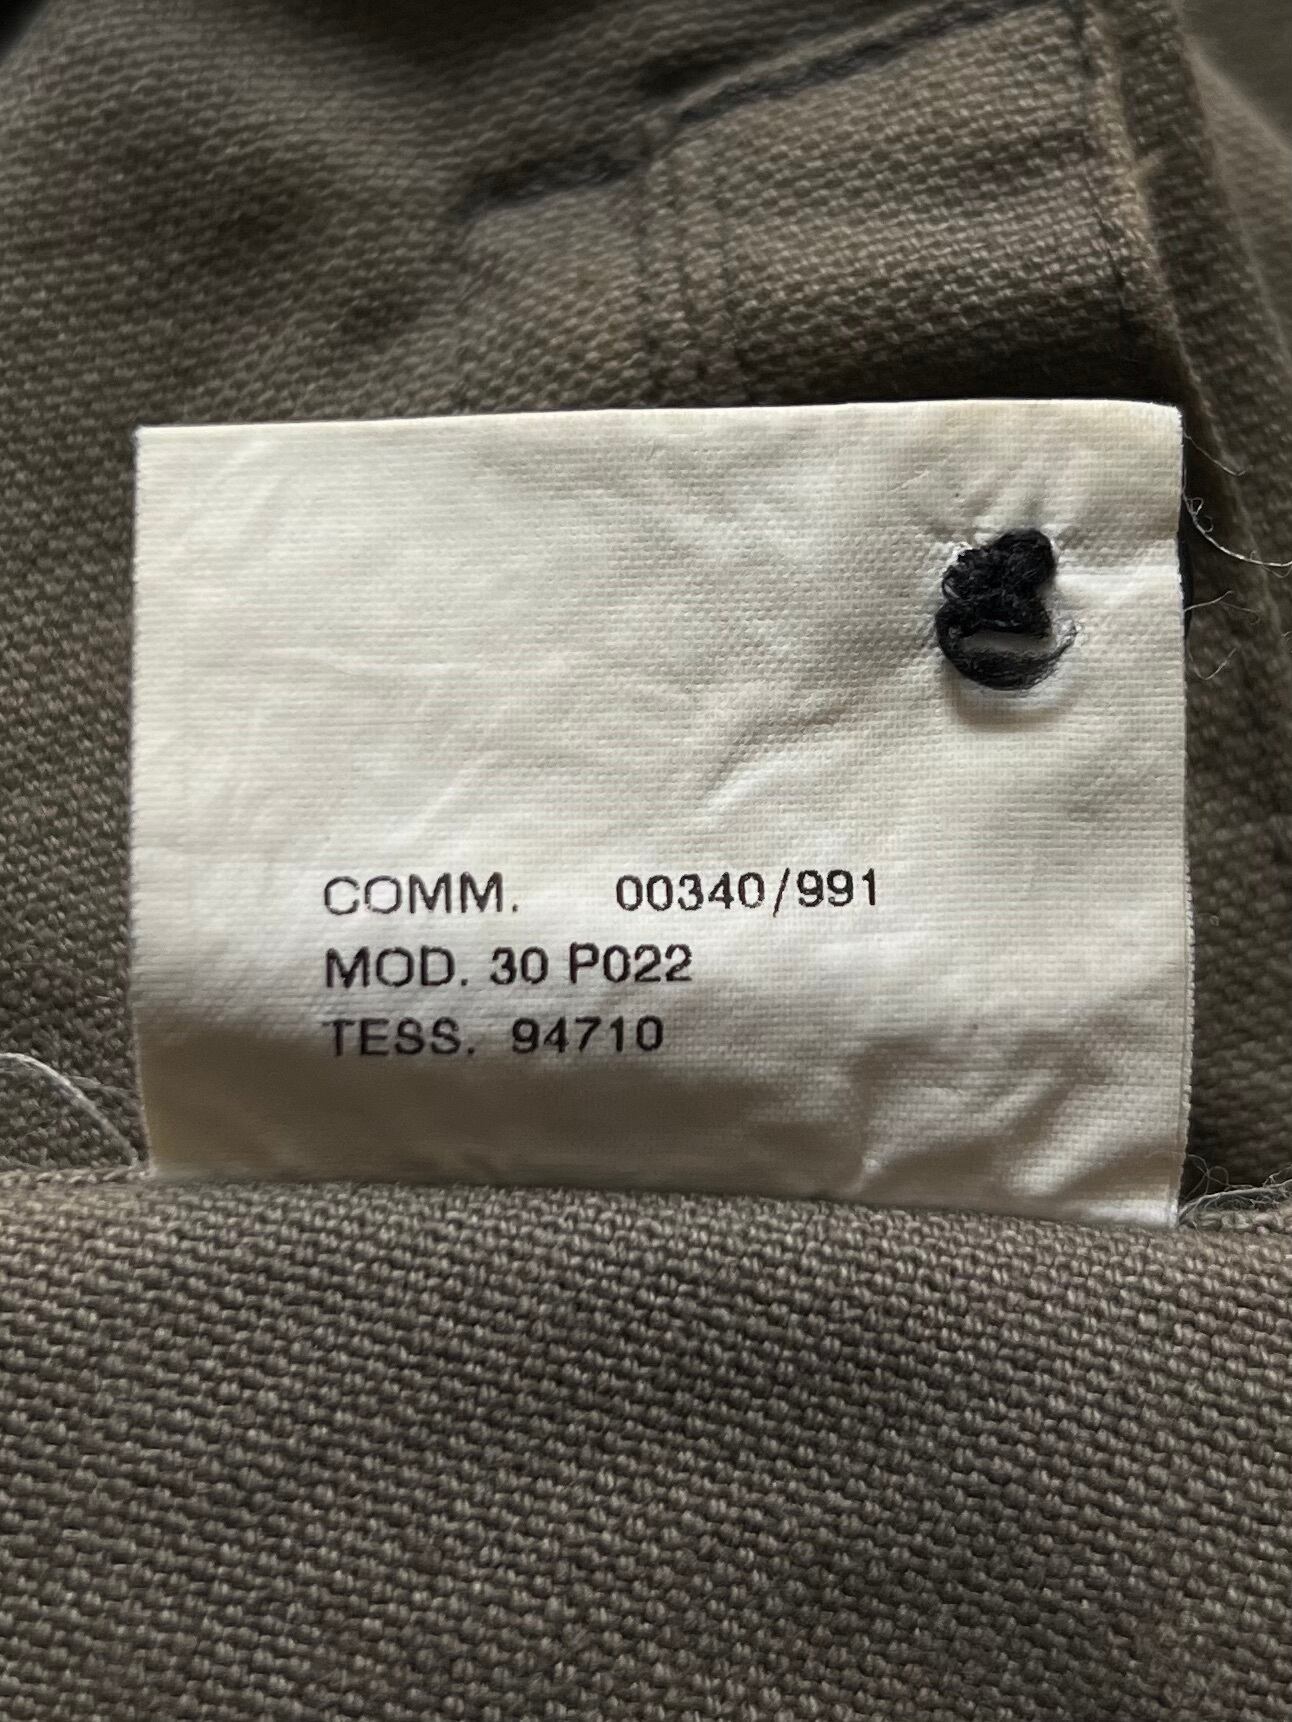 COMM. 00340/991
MOD. 30 P022
TESS. 94710